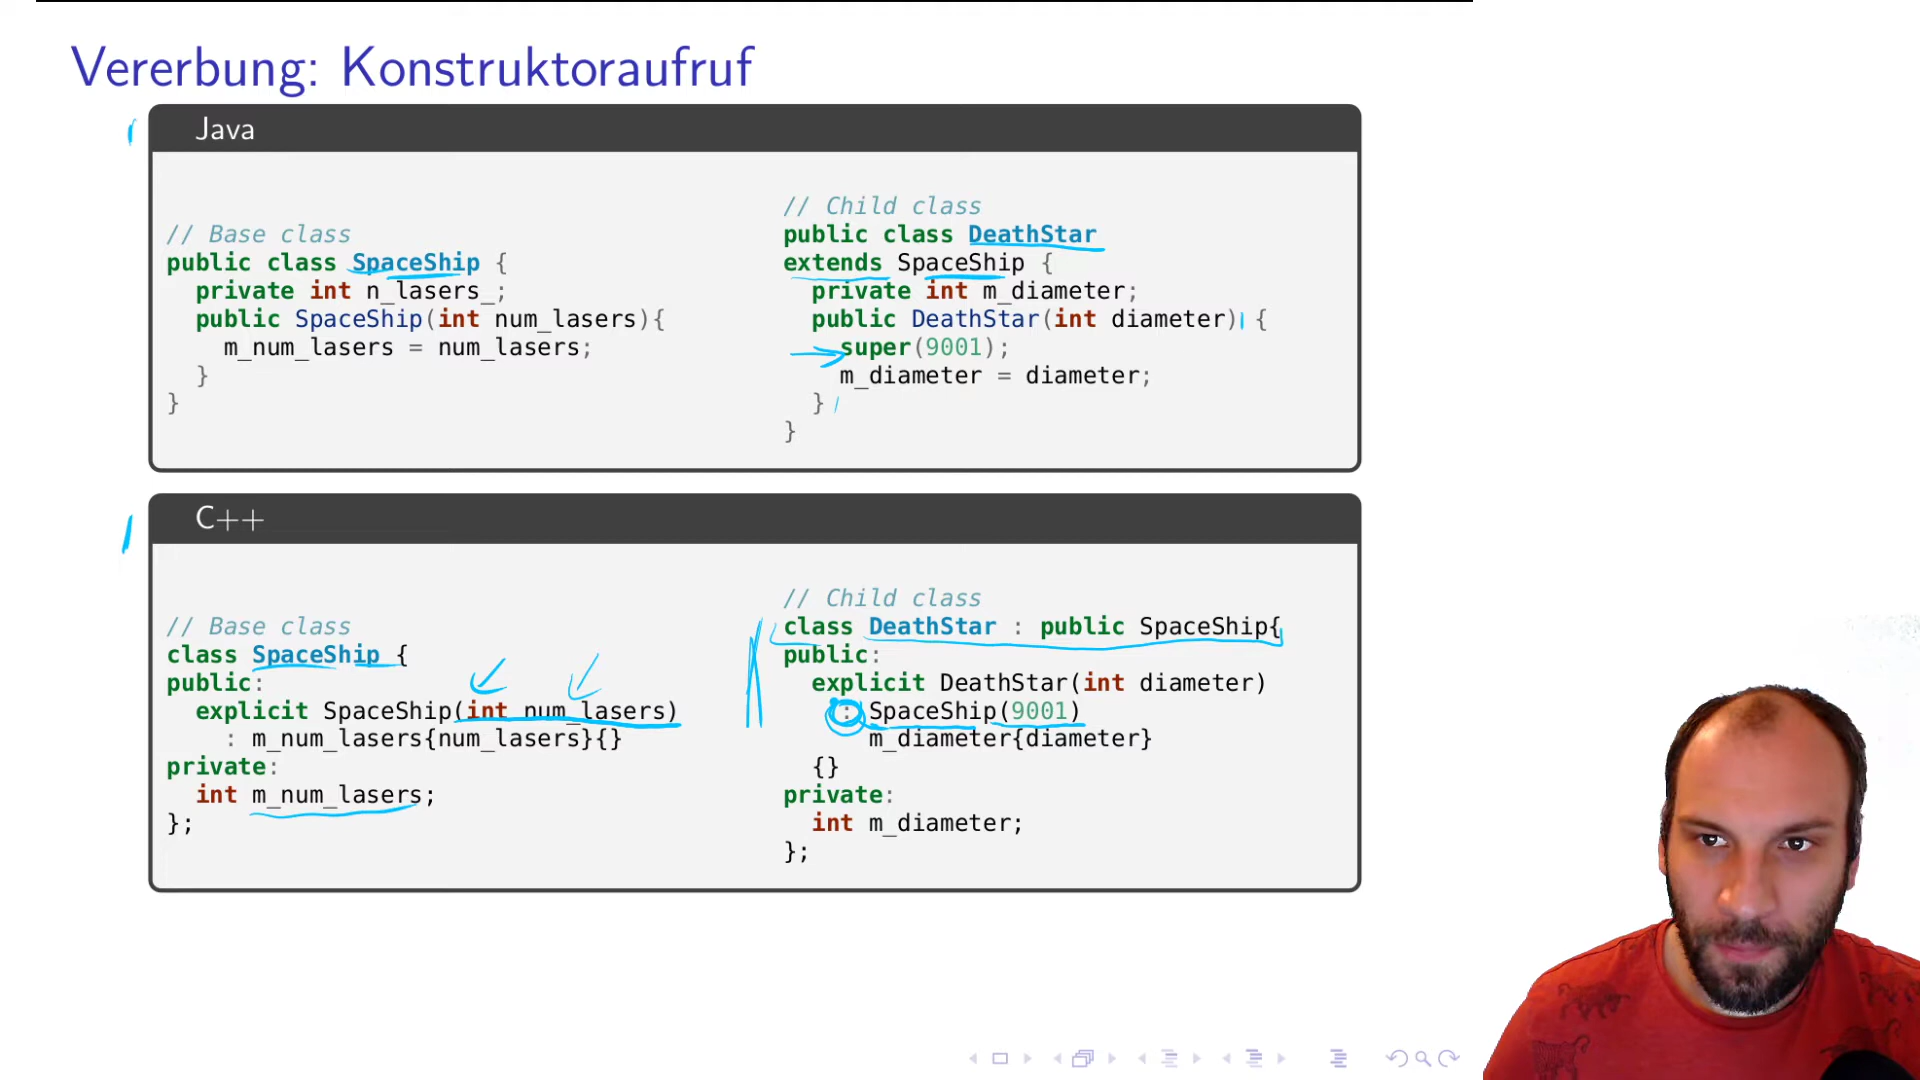 Vererbung: Konstruktoraufruf
Java
// Base class
public class SpaceShip {
private int n_lasers_;
public SpaceShip(int num_lasers){
m_num_lasers = num_lasers;
}
}
// Child class
public class DeathStar
extends SpaceShip {
private int m_diameter;
public DeathStar(int diameter) {
super(9001);
m_diameter = diameter;
}
}
C++
// Base class
class SpaceShip {
public:
explicit SpaceShip(int num_lasers)
: m_num_lasers{num_lasers}{}
private:
int m_num_lasers;
};
// Child class
class DeathStar : public SpaceShip{
public:
explicit DeathStar(int diameter)
: SpaceShip(9001)
m_diameter{diameter}
{}
private:
int m_diameter;
};